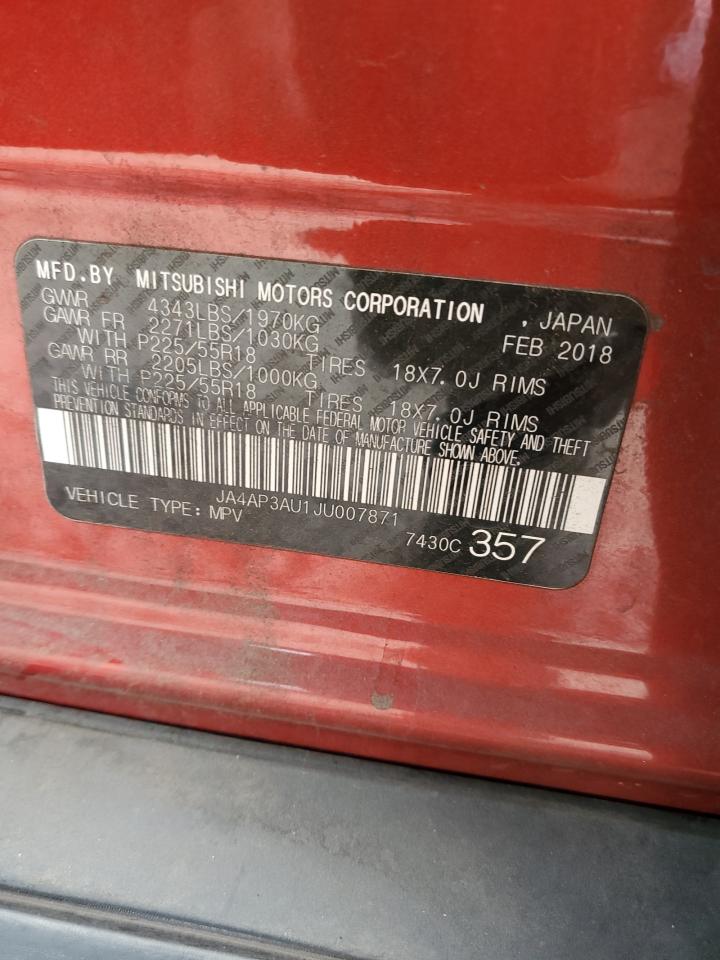 MFD.BY MITSUBISHI MOTORS CORPORATION , JAPAN
GVWR 4343LBS/1970KG FEB 2018
GAWR FR 2271LBS/1030KG
WITH P225/55R18 TIRES 18X7.0J RIMS
GAWR RR 2205LBS/1000KG
WITH P225/55R18 TIRES 18X7.0J RIMS
THIS VEHICLE CONFORMS TO ALL APPLICABLE FEDERAL MOTOR VEHICLE SAFETY AND THEFT
PREVENTION STANDARDS IN EFFECT ON THE DATE OF MANUFACTURE SHOWN ABOVE.
JA4AP3AU1JU007871
VEHICLE TYPE: MPV
7430C 357